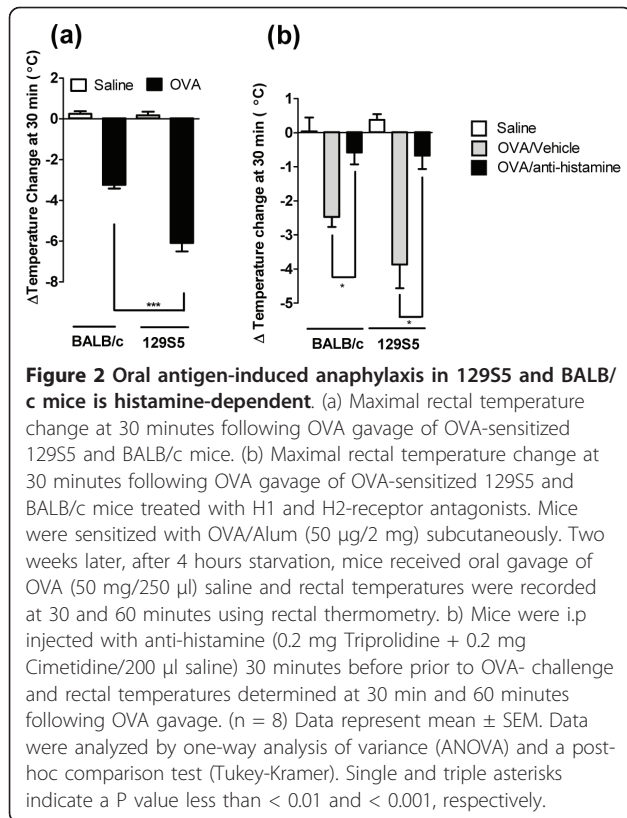 (a)
(b)
Saline OVA
ΔTemperature Change at 30 min ( °C)
2
0
-2
-4
-6
-8
***
BALB/c 129S5
Δ Temperature change at 30 min ( °C)
1
0
-1
-2
-3
-4
-5
*
*
BALB/c 129S5
Saline
OVA/Vehicle
OVA/anti-histamine
Figure 2 Oral antigen-induced anaphylaxis in 129S5 and BALB/
c mice is histamine-dependent. (a) Maximal rectal temperature
change at 30 minutes following OVA gavage of OVA-sensitized
129S5 and BALB/c mice. (b) Maximal rectal temperature change at
30 minutes following OVA gavage of OVA-sensitized 129S5 and
BALB/c mice treated with H1 and H2-receptor antagonists. Mice
were sensitized with OVA/Alum (50 μg/2 mg) subcutaneously. Two
weeks later, after 4 hours starvation, mice received oral gavage of
OVA (50 mg/250 μl) saline and rectal temperatures were recorded
at 30 and 60 minutes using rectal thermometry. b) Mice were i.p
injected with anti-histamine (0.2 mg Triprolidine + 0.2 mg
Cimetidine/200 μl saline) 30 minutes before prior to OVA- challenge
and rectal temperatures determined at 30 min and 60 minutes
following OVA gavage. (n = 8) Data represent mean ± SEM. Data
were analyzed by one-way analysis of variance (ANOVA) and a post-
hoc comparison test (Tukey-Kramer). Single and triple asterisks
indicate a P value less than < 0.01 and < 0.001, respectively.